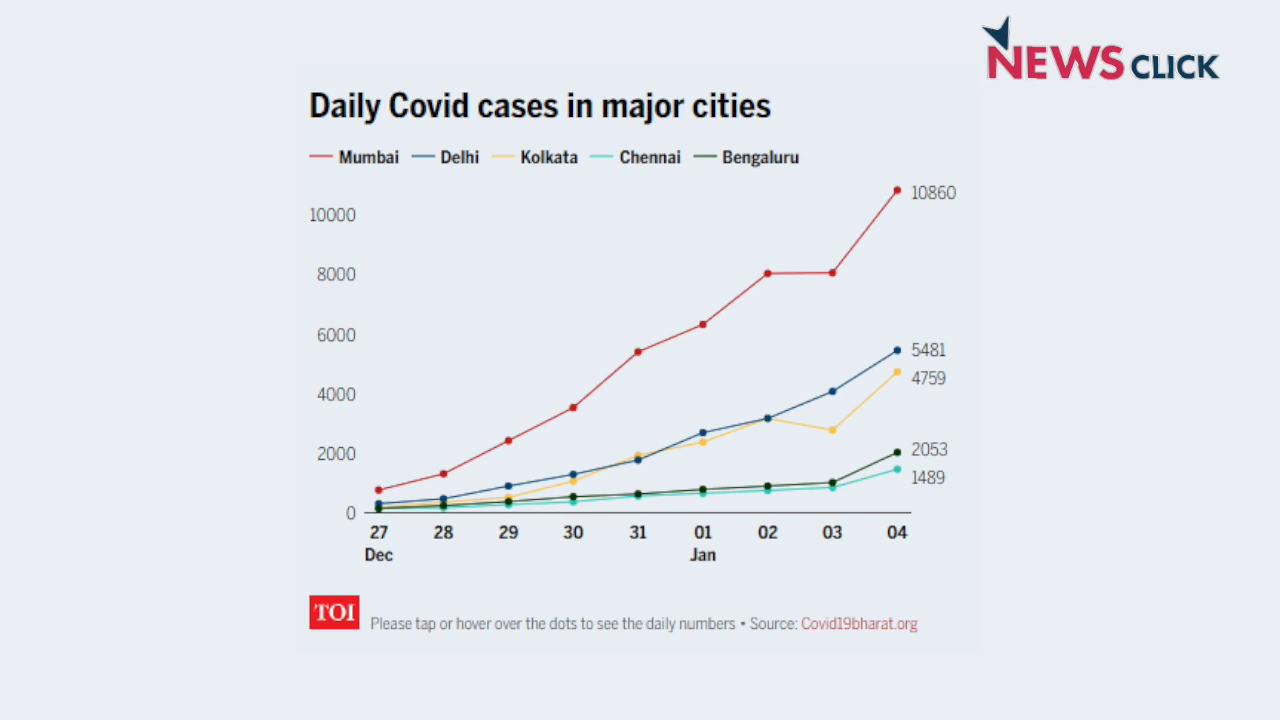 NEWS CLICK
Daily Covid cases in major cities
Mumbai Delhi Kolkata Chennai Bengaluru
10860
10000
8000
6000
5481
4759
4000
2053
2000
1489
0
27 28 29 30 31 01 02 03 04
Dec Jan
TOI
Please tap or hover over the dots to see the daily numbers • Source: Covid19bharat.org